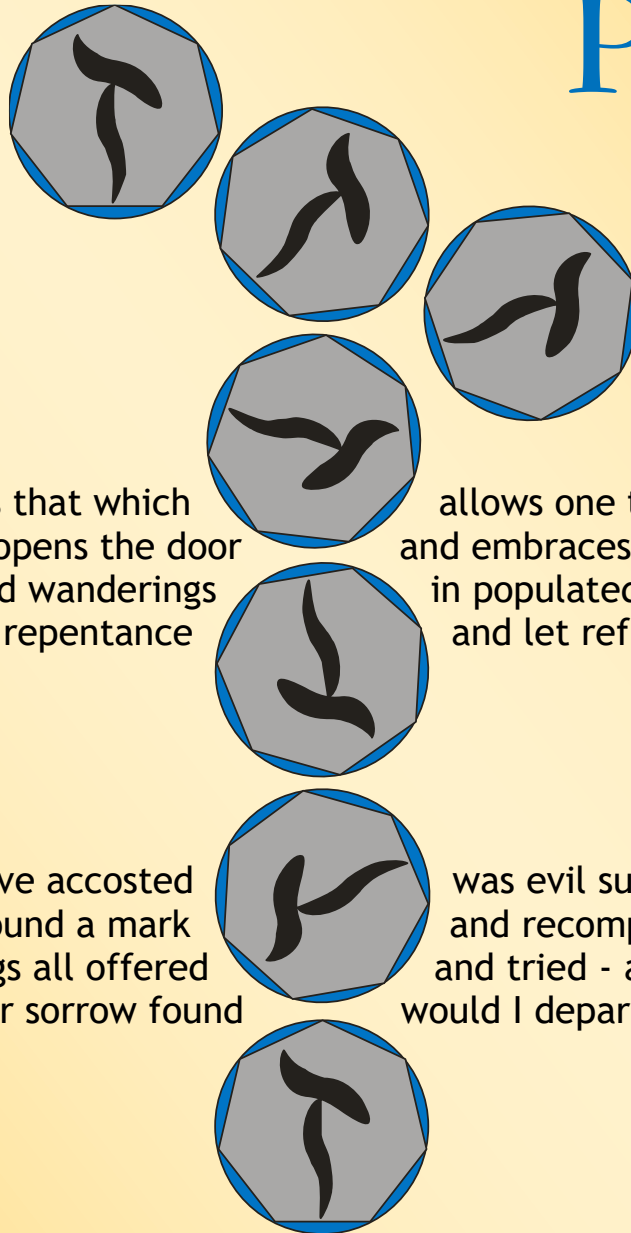 P
ז
ז
ז
ז
s that which allows one t
opens the door and embraces
d wanderings in populated
repentance and let ref
ז
ve accosted was evil su
ound a mark and recomp
gs all offered and tried - a
r sorrow found would I depar
ז
ז